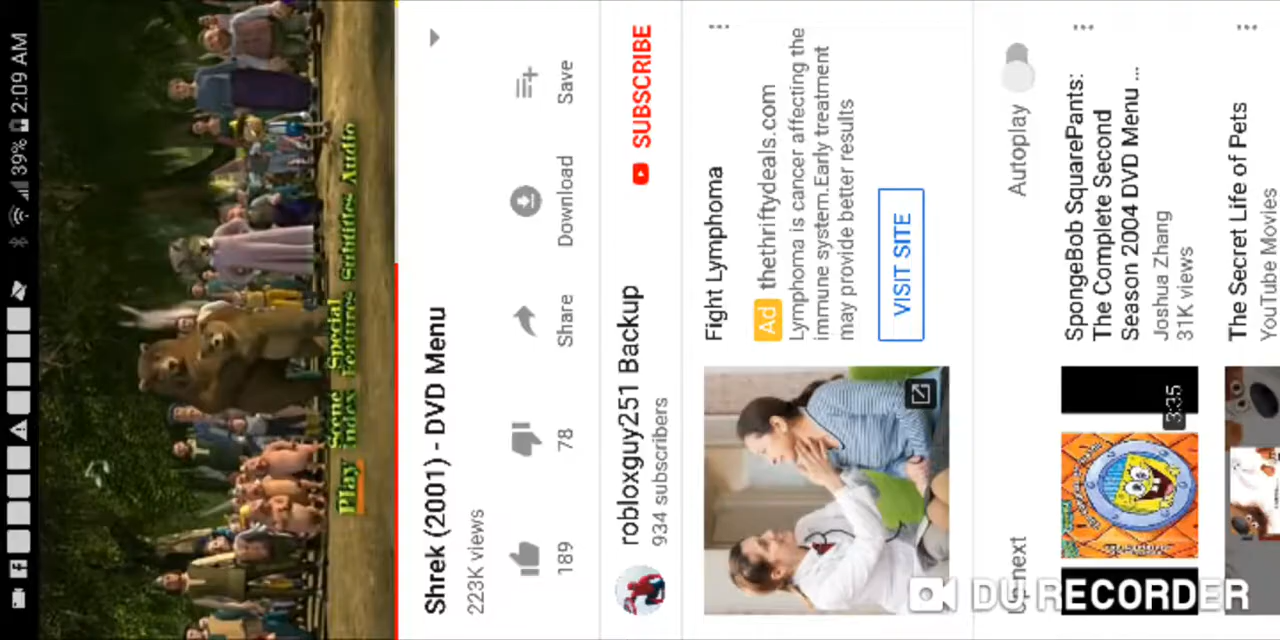 39% 2:09 AM
Play
Scene
Index
Special
Features
Subtitles
Audio
Shrek (2001) - DVD Menu
223K views
189
78
Share
Download
Save
robloxguy251 Backup
934 subscribers
SUBSCRIBE
Fight Lymphoma
Ad thethriftydeals.com
Lymphoma is cancer affecting the
immune system.Early treatment
may provide better results
VISIT SITE
Up next
Autoplay
3:35
SpongeBob SquarePants:
The Complete Second
Season 2004 DVD Menu ...
Joshua Zhang
31K views
The Secret Life of Pets
YouTube Movies
DU RECORDER